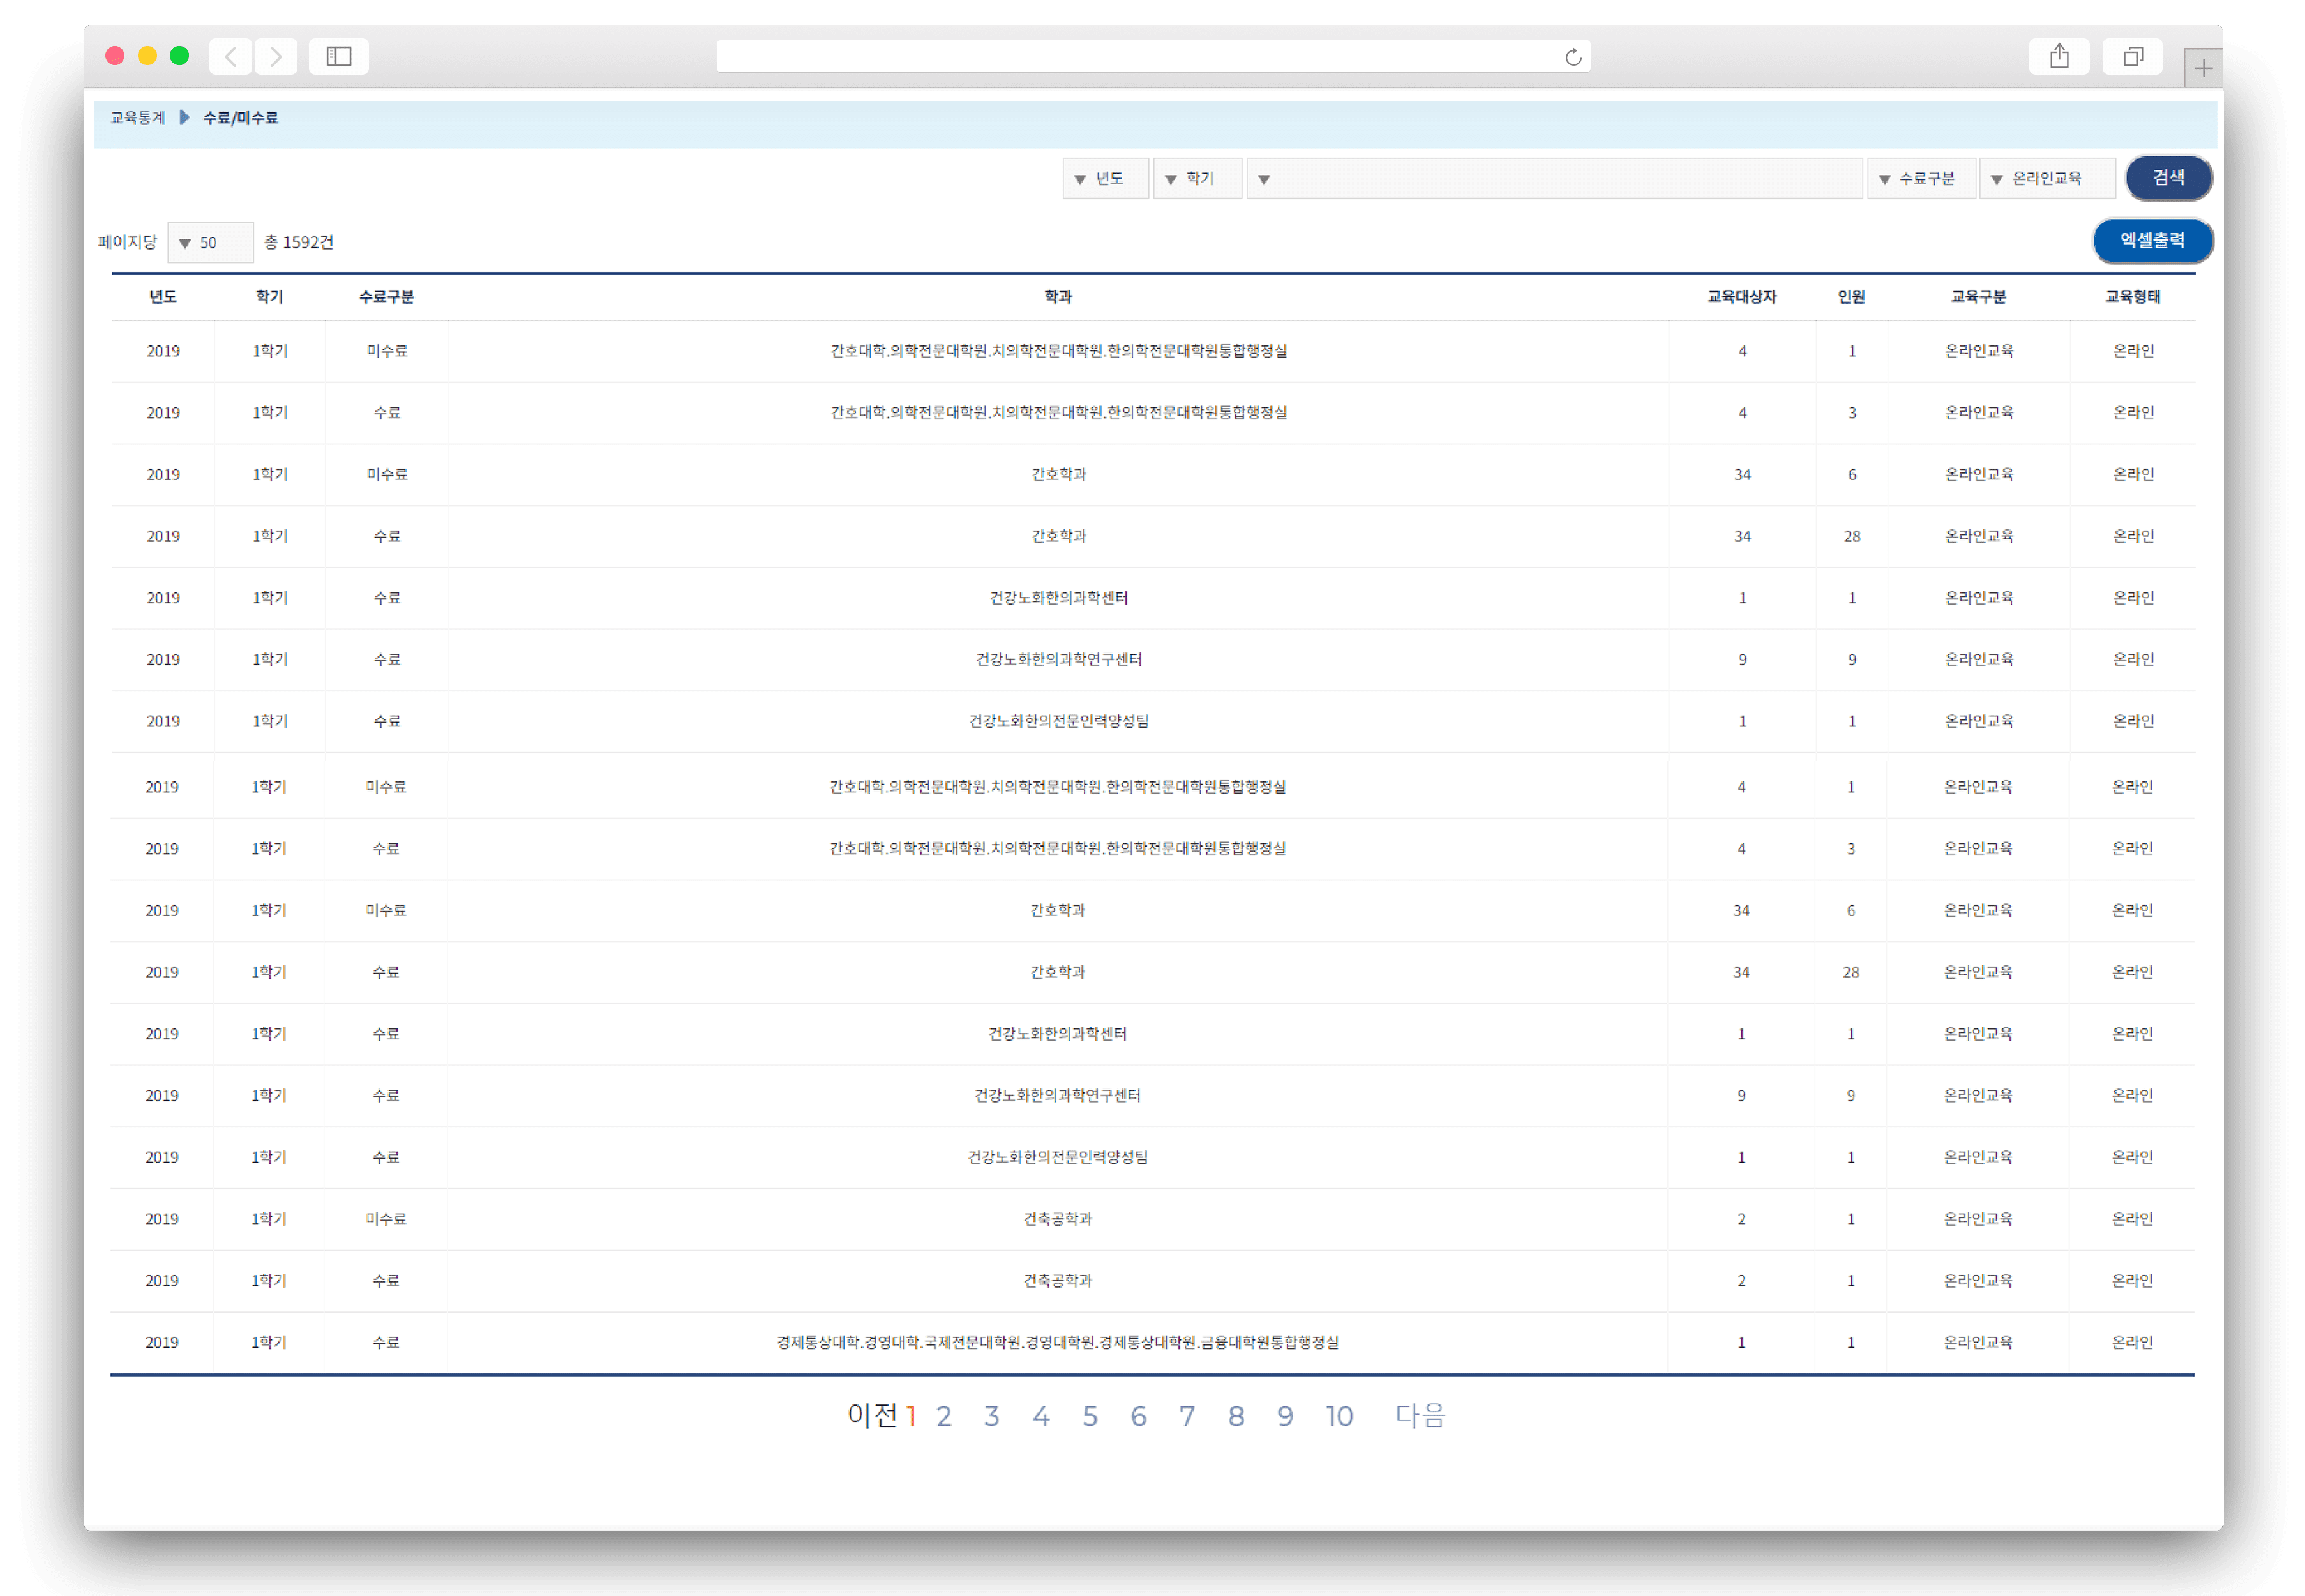 교육통계 수료/미수료
년도 학기 수료구분 온라인교육 검색
페이지당 50 총 1592건 엑셀출력
년도 학기 수료구분 학과 교육대상자 인원 교육구분 교육형태
2019 1학기 미수료 간호대학.의학전문대학원.치의학전문대학원.한의학전문대학원통합행정실 4 1 온라인교육 온라인
2019 1학기 수료 간호대학.의학전문대학원.치의학전문대학원.한의학전문대학원통합행정실 4 3 온라인교육 온라인
2019 1학기 미수료 간호학과 34 6 온라인교육 온라인
2019 1학기 수료 간호학과 34 28 온라인교육 온라인
2019 1학기 수료 건강노화한의과학센터 1 1 온라인교육 온라인
2019 1학기 수료 건강노화한의과학연구센터 9 9 온라인교육 온라인
2019 1학기 수료 건강노화한의전문인력양성팀 1 1 온라인교육 온라인
2019 1학기 미수료 간호대학.의학전문대학원.치의학전문대학원.한의학전문대학원통합행정실 4 1 온라인교육 온라인
2019 1학기 수료 간호대학.의학전문대학원.치의학전문대학원.한의학전문대학원통합행정실 4 3 온라인교육 온라인
2019 1학기 미수료 간호학과 34 6 온라인교육 온라인
2019 1학기 수료 간호학과 34 28 온라인교육 온라인
2019 1학기 수료 건강노화한의과학센터 1 1 온라인교육 온라인
2019 1학기 수료 건강노화한의과학연구센터 9 9 온라인교육 온라인
2019 1학기 수료 건강노화한의전문인력양성팀 1 1 온라인교육 온라인
2019 1학기 미수료 건축공학과 2 1 온라인교육 온라인
2019 1학기 수료 건축공학과 2 1 온라인교육 온라인
2019 1학기 수료 경제통상대학.경영대학.국제전문대학원.경영대학원.경제통상대학원.금융대학원통합행정실 1 1 온라인교육 온라인
이전 1 2 3 4 5 6 7 8 9 10 다음